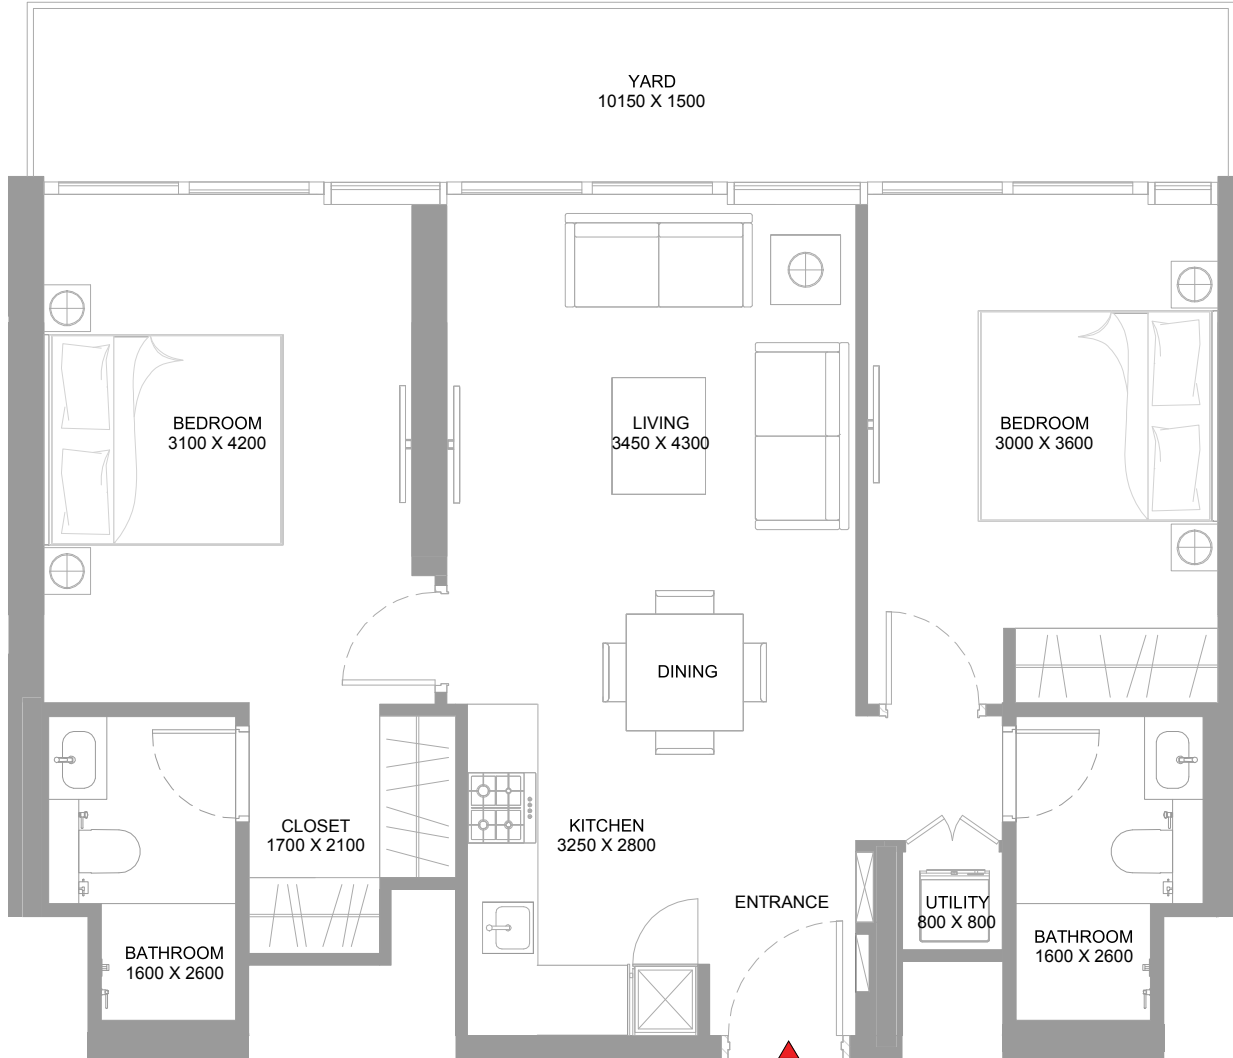 YARD
10150 X 1500
BEDROOM
3100 X 4200
LIVING
3450 X 4300
BEDROOM
3000 X 3600
DINING
CLOSET
1700 X 2100
KITCHEN
3250 X 2800
ENTRANCE
UTILITY
800 X 800
BATHROOM
1600 X 2600
BATHROOM
1600 X 2600